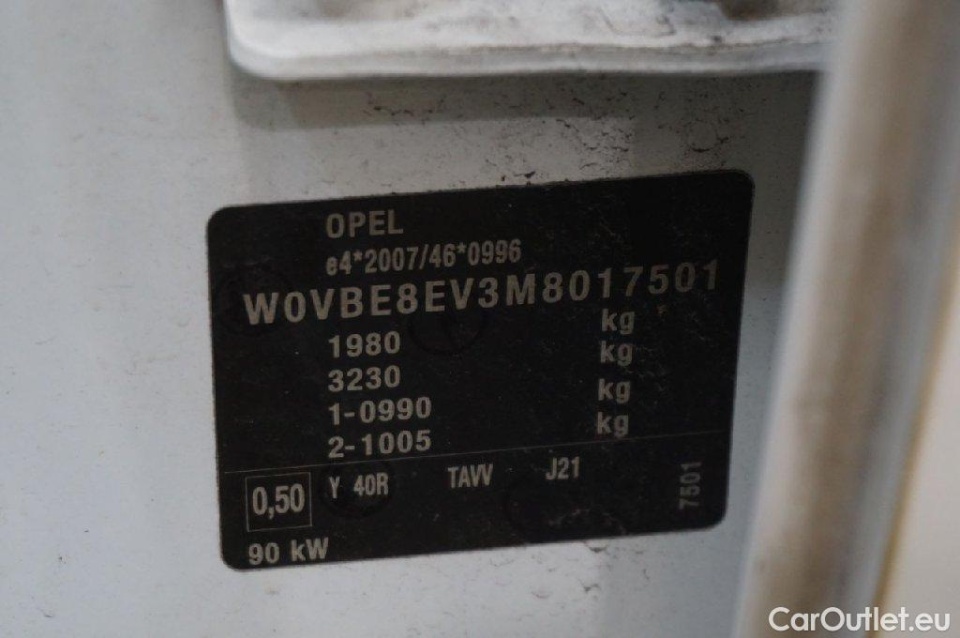 OPEL
e4*2007/46*0996
W0VBE8EV3M8017501
1980 kg
3230 kg
1-0990 kg
2-1005 kg
0,50 Y 40R TAVV J21
7501
90 kW
CarOutlet.eu